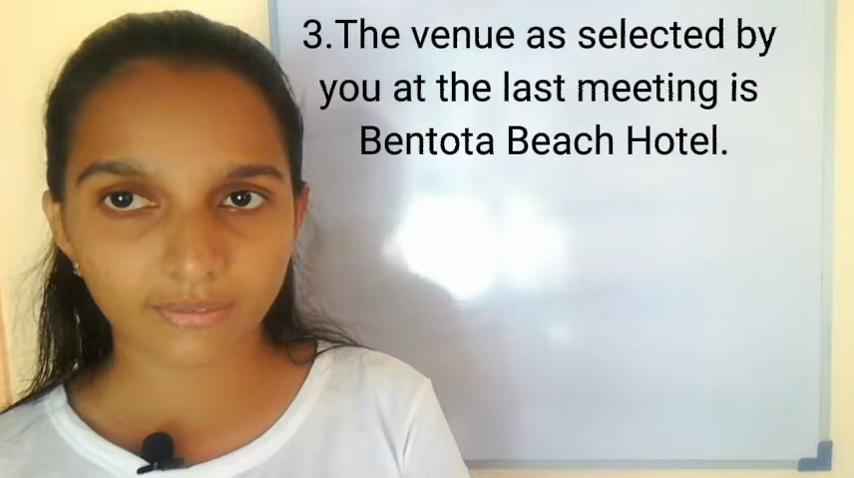 3.The venue as selected by
you at the last meeting is
Bentota Beach Hotel.